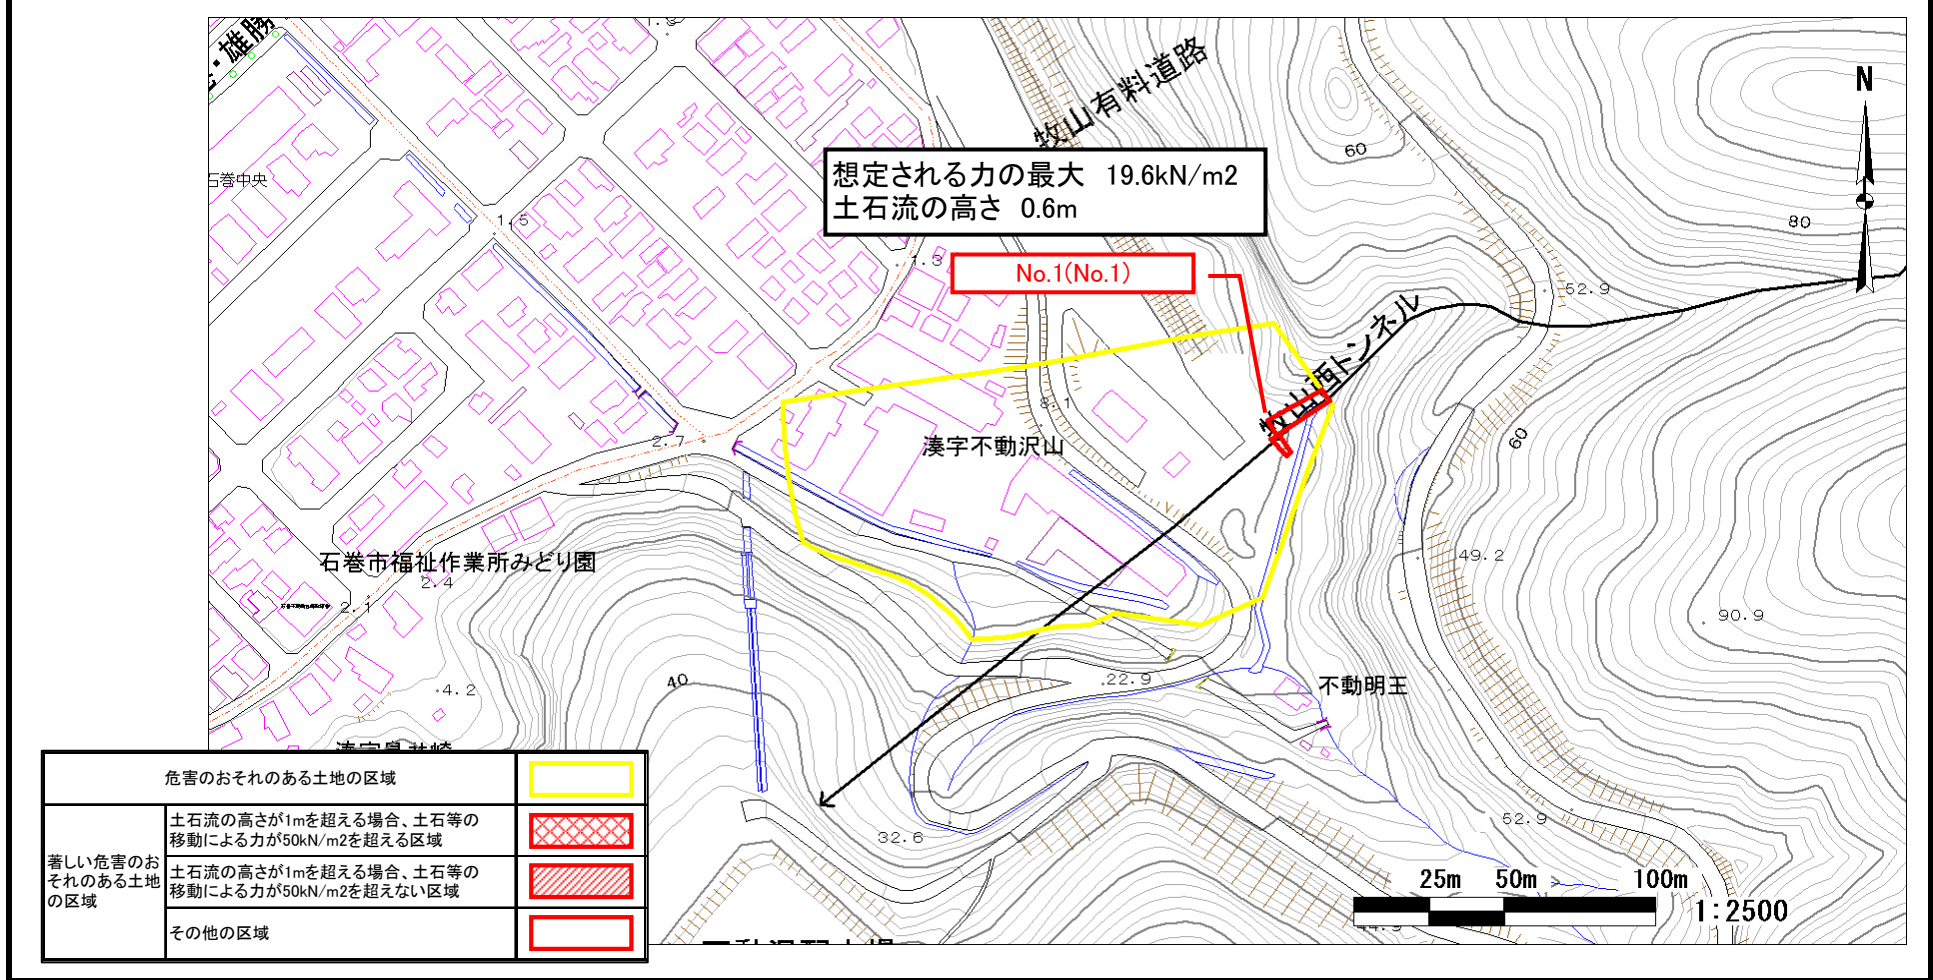 ・雄勝
1.5
石巻中央
1.3
牧山有料道路
60
80
N
想定される力の最大 19.6kN/m2
土石流の高さ 0.6m
No.1(No.1)
52.9
牧山西トンネル
8.1
湊字不動沢山
2.7
60
石巻市福祉作業所みどり園
2.4
2.1
49.2
90.9
4.2
40
22.9
不動明王
32.6
52.9
44.9
危害のおそれのある土地の区域
著しい危害のお
それのある土地
の区域
土石流の高さが1mを超える場合、土石等の
移動による力が50kN/m2を超える区域
土石流の高さが1mを超える場合、土石等の
移動による力が50kN/m2を超えない区域
その他の区域
25m 50m 100m
1:2500